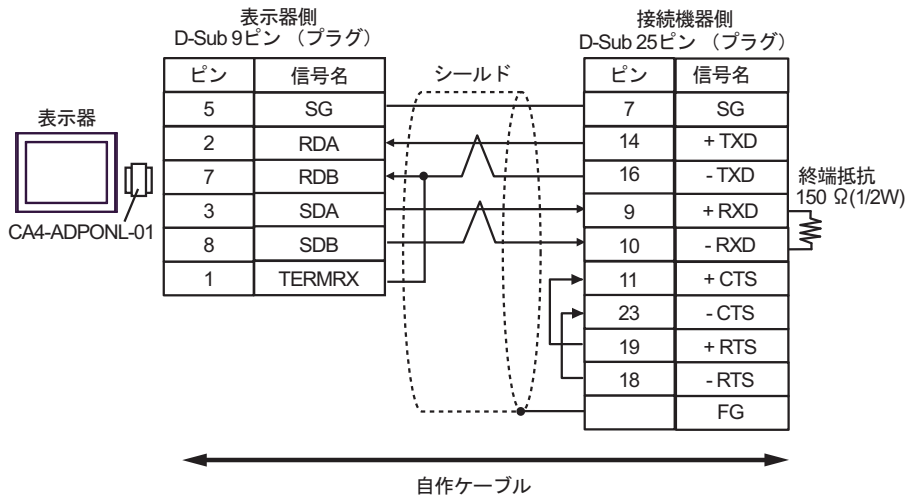 表示器側
D-Sub 9ピン （プラグ）
接続機器側
D-Sub 25ピン （プラグ）
ピン 信号名
5 SG
2 RDA
7 RDB
3 SDA
8 SDB
1 TERMRX
シールド
ピン 信号名
7 SG
14 + TXD
16 - TXD
9 + RXD
10 - RXD
11 + CTS
23 - CTS
19 + RTS
18 - RTS
FG
表示器
CA4-ADPONL-01
終端抵抗
150 Ω(1/2W)
自作ケーブル